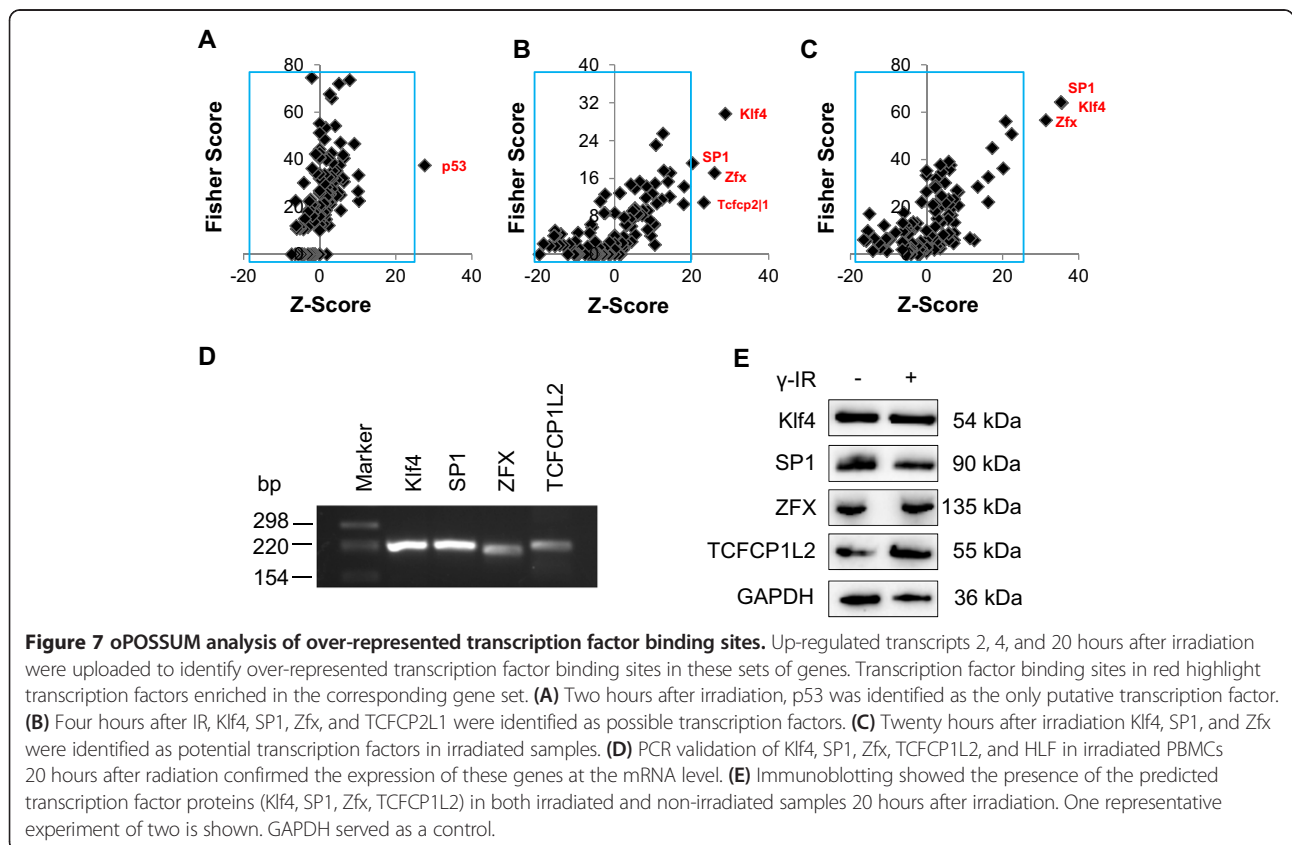 A
B
C
80
60
40
20
0
-20
0
20
40
Fisher Score
Z-Score
p53
40
32
24
16
8
0
-20
0
20
40
Fisher Score
Z-Score
Klf4
SP1
Zfx
Tcfcp2|1
80
60
40
20
0
-20
0
20
40
Fisher Score
Z-Score
SP1
Klf4
Zfx
D
bp
Marker
Klf4
SP1
ZFX
TCFCP1L2
298
220
154
E
γ-IR - +
Klf4 54 kDa
SP1 90 kDa
ZFX 135 kDa
TCFCP1L2 55 kDa
GAPDH 36 kDa
Figure 7 oPOSSUM analysis of over-represented transcription factor binding sites. Up-regulated transcripts 2, 4, and 20 hours after irradiation
were uploaded to identify over-represented transcription factor binding sites in these sets of genes. Transcription factor binding sites in red highlight
transcription factors enriched in the corresponding gene set. (A) Two hours after irradiation, p53 was identified as the only putative transcription factor.
(B) Four hours after IR, Klf4, SP1, Zfx, and TCFCP2L1 were identified as possible transcription factors. (C) Twenty hours after irradiation Klf4, SP1, and Zfx
were identified as potential transcription factors in irradiated samples. (D) PCR validation of Klf4, SP1, Zfx, TCFCP1L2, and HLF in irradiated PBMCs
20 hours after radiation confirmed the expression of these genes at the mRNA level. (E) Immunoblotting showed the presence of the predicted
transcription factor proteins (Klf4, SP1, Zfx, TCFCP1L2) in both irradiated and non-irradiated samples 20 hours after irradiation. One representative
experiment of two is shown. GAPDH served as a control.